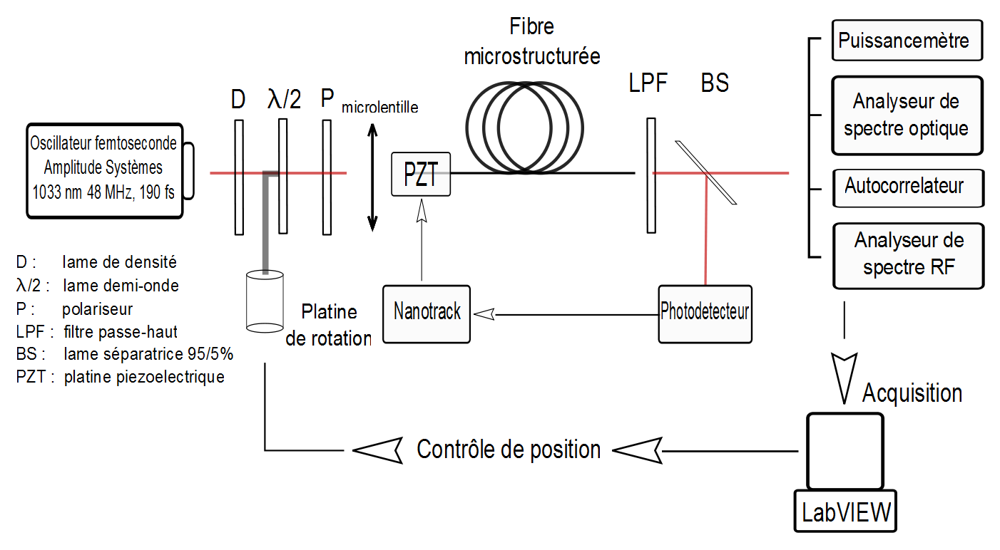 Fibre
microstructurée
D
λ/2
P
microlentille
LPF
BS
Oscillateur femtoseconde
Amplitude Systèmes
1033 nm 48 MHz, 190 fs
PZT
Puissancemètre
Analyseur de
spectre optique
Autocorrelateur
Analyseur de
spectre RF
D : lame de densité
λ/2 : lame demi-onde
P : polariseur
LPF : filtre passe-haut
BS : lame séparatrice 95/5%
PZT : platine piezoelectrique
Platine
de rotation
Nanotrack
Photodetecteur
Acquisition
Contrôle de position
LabVIEW